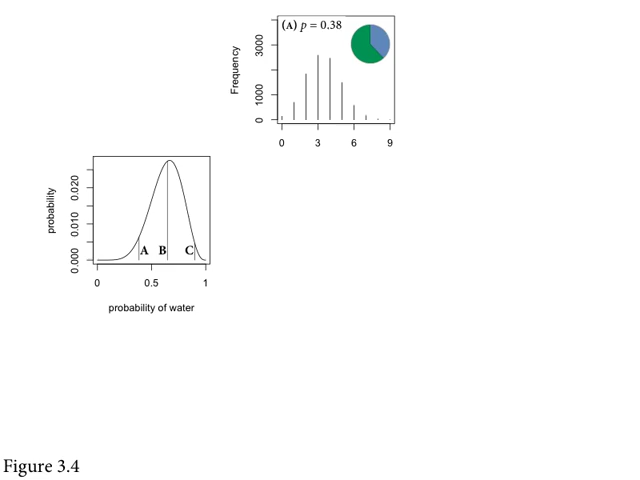 (A) p = 0.38
Frequency
0 1000 3000
0 3 6 9
probability
0.000 0.010 0.020
A B C
0 0.5 1
probability of water
Figure 3.4